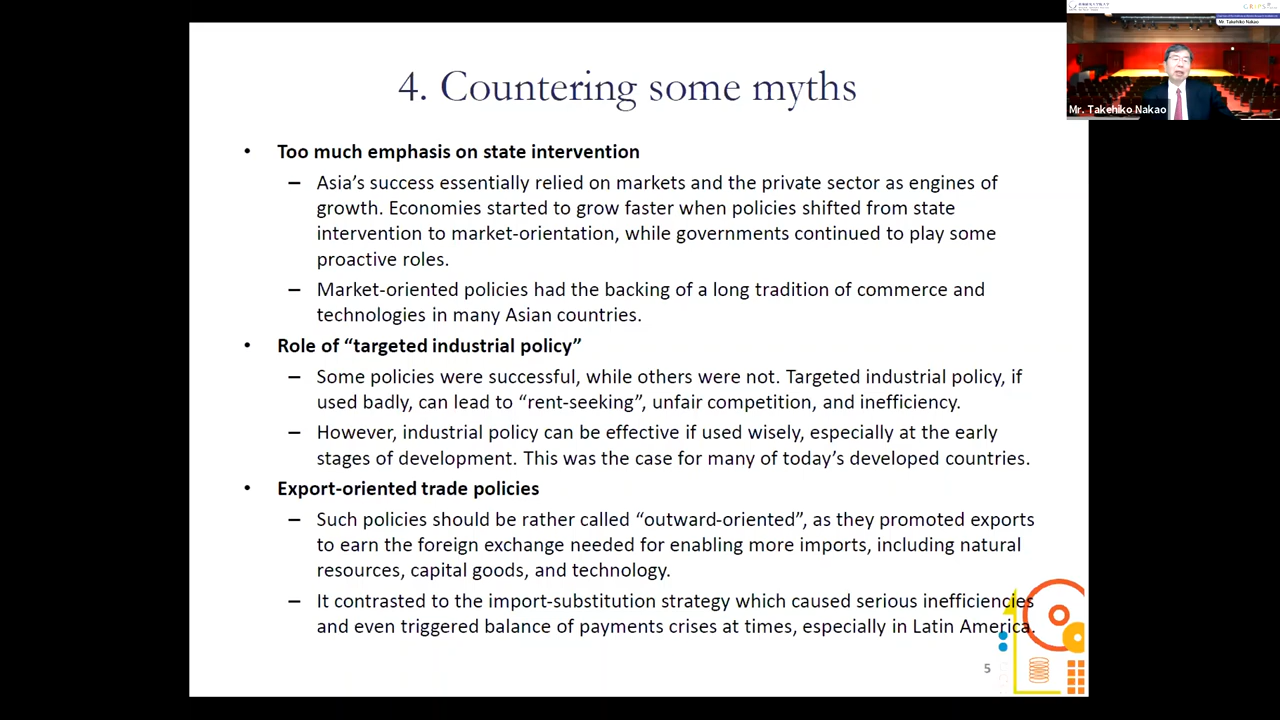 4. Countering some myths
• Too much emphasis on state intervention
– Asia’s success essentially relied on markets and the private sector as engines of
growth. Economies started to grow faster when policies shifted from state
intervention to market-orientation, while governments continued to play some
proactive roles.
– Market-oriented policies had the backing of a long tradition of commerce and
technologies in many Asian countries.
• Role of “targeted industrial policy”
– Some policies were successful, while others were not. Targeted industrial policy, if
used badly, can lead to “rent-seeking”, unfair competition, and inefficiency.
– However, industrial policy can be effective if used wisely, especially at the early
stages of development. This was the case for many of today’s developed countries.
• Export-oriented trade policies
– Such policies should be rather called “outward-oriented”, as they promoted exports
to earn the foreign exchange needed for enabling more imports, including natural
resources, capital goods, and technology.
– It contrasted to the import-substitution strategy which caused serious inefficiencies
and even triggered balance of payments crises at times, especially in Latin America.
5
GRIPS
Mr. Takehiko Nakao
Mr. Takehiko Nakao